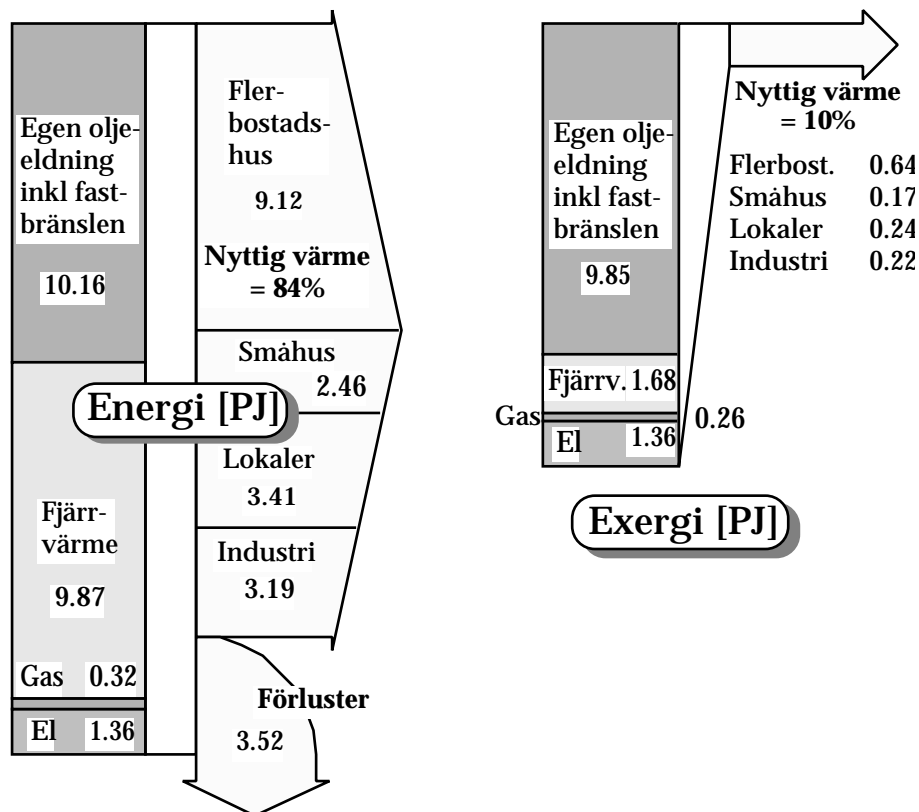 Egen olje-
eldning
inkl fast-
bränslen
10.16
Fjärr-
värme
9.87
Gas 0.32
El 1.36
Energi [PJ]
Fler-
bostads-
hus
9.12
Nyttig värme
= 84%
Småhus
2.46
Lokaler
3.41
Industri
3.19
Förluster
3.52
Egen olje-
eldning
inkl fast-
bränslen
9.85
Fjärrv. 1.68
Gas 0.26
El 1.36
Nyttig värme
= 10%
Flerbost. 0.64
Småhus 0.17
Lokaler 0.24
Industri 0.22
Exergi [PJ]